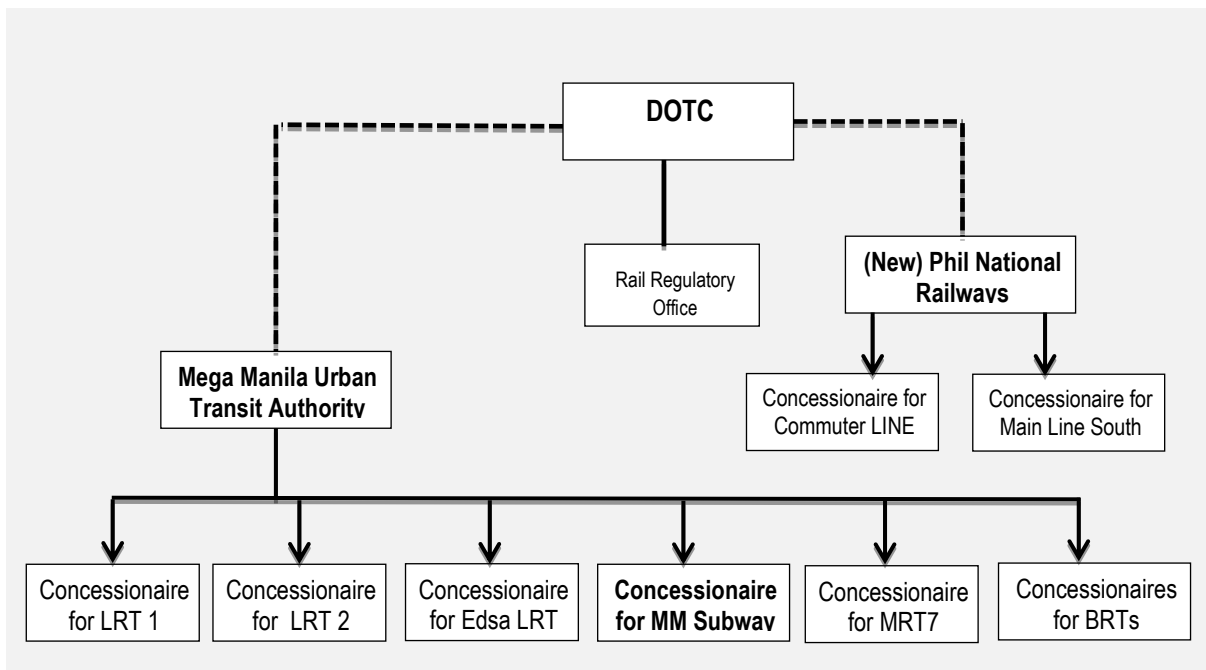 DOTC
Rail Regulatory
Office
(New) Phil National
Railways
Mega Manila Urban
Transit Authority
Concessionaire for
Commuter LINE
Concessionaire for
Main Line South
Concessionaire
for LRT 1
Concessionaire
for LRT 2
Concessionaire
for Edsa LRT
Concessionaire
for MM Subway
Concessionaire
for MRT7
Concessionaires
for BRTs